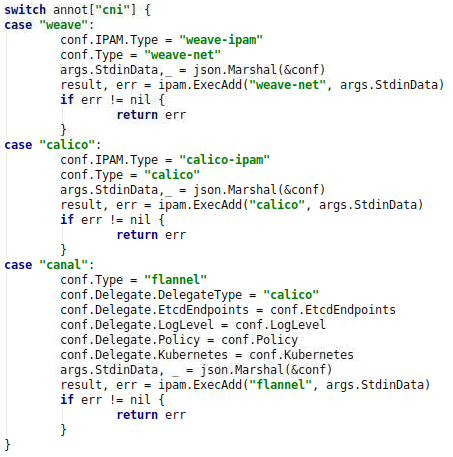 switch annot["cni"] {
case "weave":
        conf.IPAM.Type = "weave-ipam"
        conf.Type = "weave-net"
        args.StdinData,_ = json.Marshal(&conf)
        result, err = ipam.ExecAdd("weave-net", args.StdinData)
        if err != nil {
                return err
        }
case "calico":
        conf.IPAM.Type = "calico-ipam"
        conf.Type = "calico"
        args.StdinData,_ = json.Marshal(&conf)
        result, err = ipam.ExecAdd("calico", args.StdinData)
        if err != nil {
                return err
        }
case "canal":
        conf.Type = "flannel"
        conf.Delegate.DelegateType = "calico"
        conf.Delegate.EtcdEndpoints = conf.EtcdEndpoints
        conf.Delegate.LogLevel = conf.LogLevel
        conf.Delegate.Policy = conf.Policy
        conf.Delegate.Kubernetes = conf.Kubernetes
        args.StdinData, _ = json.Marshal(&conf)
        result, err = ipam.ExecAdd("flannel", args.StdinData)
        if err != nil {
                return err
        }
}